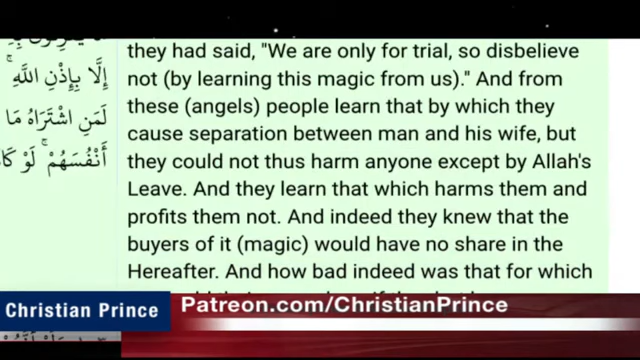 they had said, "We are only for trial, so disbelieve
إِلَّا بِإِذْنِ اللَّهِ ۚ
not (by learning this magic from us)." And from
these (angels) people learn that by which they
لَمَنِ اشْتَرَاهُ مَا
cause separation between man and his wife, but
أَنْفُسَهُمْ ۚ لَوْ كَا
they could not thus harm anyone except by Allah's
Leave. And they learn that which harms them and
profits them not. And indeed they knew that the
buyers of it (magic) would have no share in the
Hereafter. And how bad indeed was that for which
Christian Prince
Patreon.com/ChristianPrince